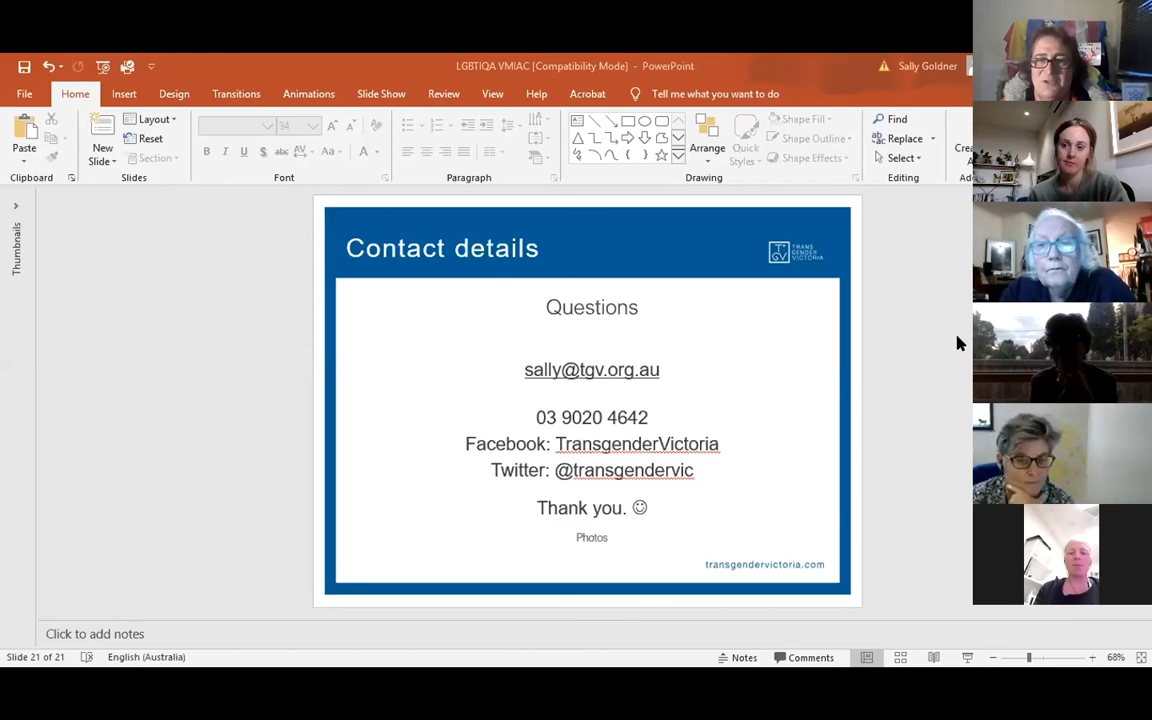 LGBTIQA VMIAC [Compatibility Mode] - PowerPoint
Sally Goldner
File Home Insert Design Transitions Animations Slide Show Review View Help Acrobat Tell me what you want to do
Paste
New
Slide
Layout
Reset
Section
34
Arrange
Quick
Styles
Shape Fill
Shape Outline
Shape Effects
Find
Replace
Select
Clipboard Slides Font Paragraph Drawing Editing
Thumbnails
Contact details
TRANS
GENDER
VICTORIA
Questions
sally@tgv.org.au
03 9020 4642
Facebook: TransgenderVictoria
Twitter: @transgendervic
Thank you. ☺
Photos
transgendervictoria.com
Click to add notes
Slide 21 of 21 English (Australia) Notes Comments 68%